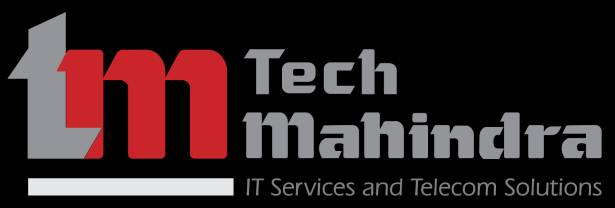 tm
Tech
Mahindra
IT Services and Telecom Solutions